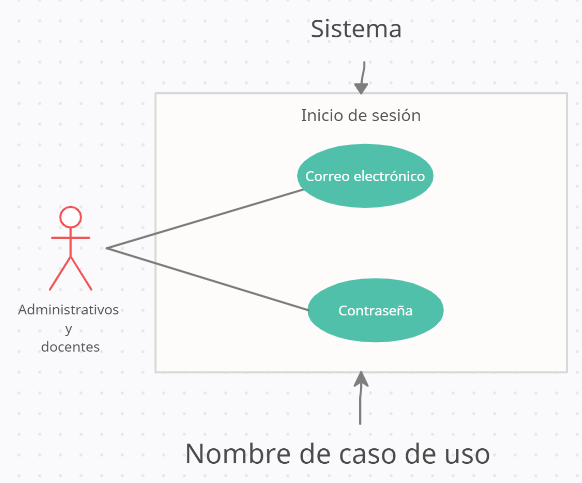 Sistema
Inicio de sesión
Correo electrónico
Administrativos
y
docentes
Contraseña
Nombre de caso de uso